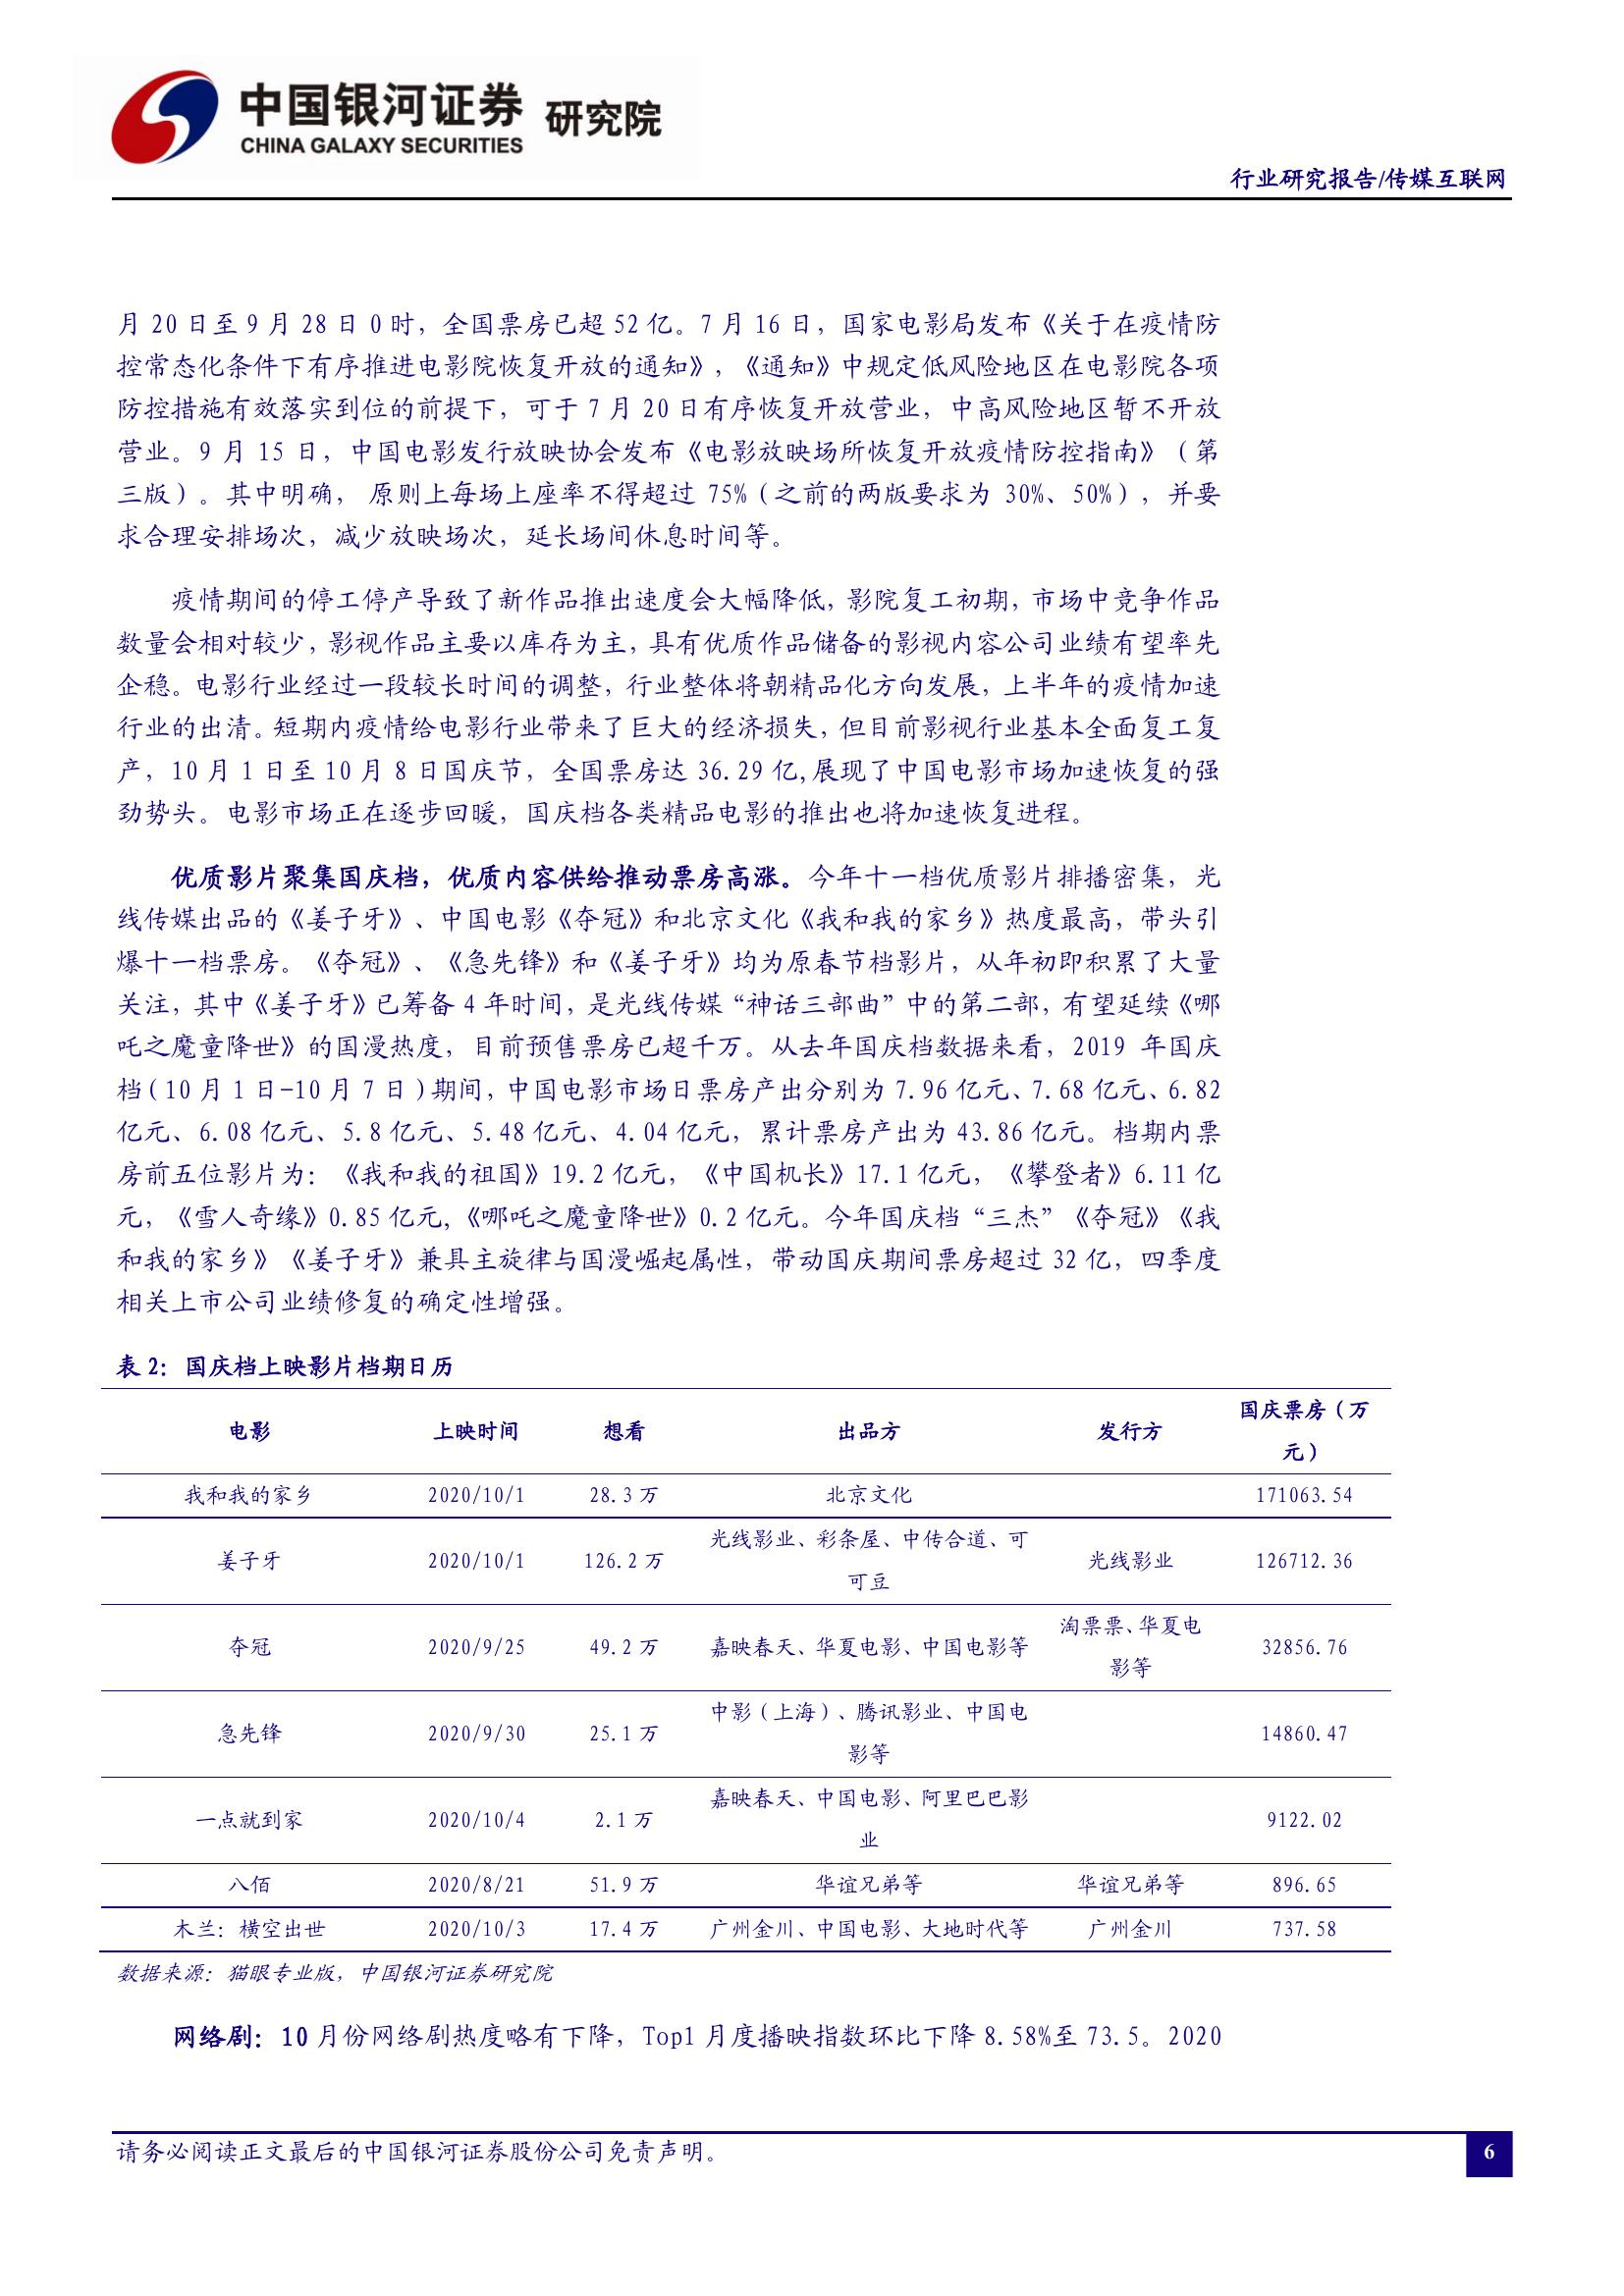 中国银河证券 研究院
CHINA GALAXY SECURITIES
行业研究报告/传媒互联网
月 20 日至 9 月 28 日 0 时，全国票房已超 52 亿。7 月 16 日，国家电影局发布《关于在疫情防
控常态化条件下有序推进电影院恢复开放的通知》，《通知》中规定低风险地区在电影院各项
防控措施有效落实到位的前提下，可于 7 月 20 日有序恢复开放营业，中高风险地区暂不开放
营业。9 月 15 日，中国电影发行放映协会发布《电影放映场所恢复开放疫情防控指南》（第
三版）。其中明确， 原则上每场上座率不得超过 75%（之前的两版要求为 30%、50%），并要
求合理安排场次，减少放映场次，延长场间休息时间等。
疫情期间的停工停产导致了新作品推出速度会大幅降低，影院复工初期，市场中竞争作品
数量会相对较少，影视作品主要以库存为主，具有优质作品储备的影视内容公司业绩有望率先
企稳。电影行业经过一段较长时间的调整，行业整体将朝精品化方向发展，上半年的疫情加速
行业的出清。短期内疫情给电影行业带来了巨大的经济损失，但目前影视行业基本全面复工复
产，10 月 1 日至 10 月 8 日国庆节，全国票房达 36.29 亿,展现了中国电影市场加速恢复的强
劲势头。电影市场正在逐步回暖，国庆档各类精品电影的推出也将加速恢复进程。
优质影片聚集国庆档，优质内容供给推动票房高涨。今年十一档优质影片排播密集，光
线传媒出品的《姜子牙》、中国电影《夺冠》和北京文化《我和我的家乡》热度最高，带头引
爆十一档票房。《夺冠》、《急先锋》和《姜子牙》均为原春节档影片，从年初即积累了大量
关注，其中《姜子牙》已筹备 4 年时间，是光线传媒“神话三部曲”中的第二部，有望延续《哪
吒之魔童降世》的国漫热度，目前预售票房已超千万。从去年国庆档数据来看，2019 年国庆
档(10 月 1 日-10 月 7 日)期间，中国电影市场日票房产出分别为 7.96 亿元、7.68 亿元、6.82
亿元、6.08 亿元、5.8 亿元、5.48 亿元、4.04 亿元，累计票房产出为 43.86 亿元。档期内票
房前五位影片为：《我和我的祖国》19.2 亿元，《中国机长》17.1 亿元，《攀登者》6.11 亿
元，《雪人奇缘》0.85 亿元,《哪吒之魔童降世》0.2 亿元。今年国庆档“三杰”《夺冠》《我
和我的家乡》《姜子牙》兼具主旋律与国漫崛起属性，带动国庆期间票房超过 32 亿，四季度
相关上市公司业绩修复的确定性增强。
表 2：国庆档上映影片档期日历
电影 上映时间 想看 出品方 发行方 国庆票房（万
元）
我和我的家乡 2020/10/1 28.3 万 北京文化 171063.54
姜子牙 2020/10/1 126.2 万 光线影业、彩条屋、中传合道、可
可豆 光线影业 126712.36
夺冠 2020/9/25 49.2 万 嘉映春天、华夏电影、中国电影等 淘票票、华夏电
影等 32856.76
急先锋 2020/9/30 25.1 万 中影（上海）、腾讯影业、中国电
影等 14860.47
一点就到家 2020/10/4 2.1 万 嘉映春天、中国电影、阿里巴巴影
业 9122.02
八佰 2020/8/21 51.9 万 华谊兄弟等 华谊兄弟等 896.65
木兰：横空出世 2020/10/3 17.4 万 广州金川、中国电影、大地时代等 广州金川 737.58
数据来源：猫眼专业版，中国银河证券研究院
网络剧：10 月份网络剧热度略有下降，Top1 月度播映指数环比下降 8.58%至 73.5。2020
请务必阅读正文最后的中国银河证券股份公司免责声明。
6